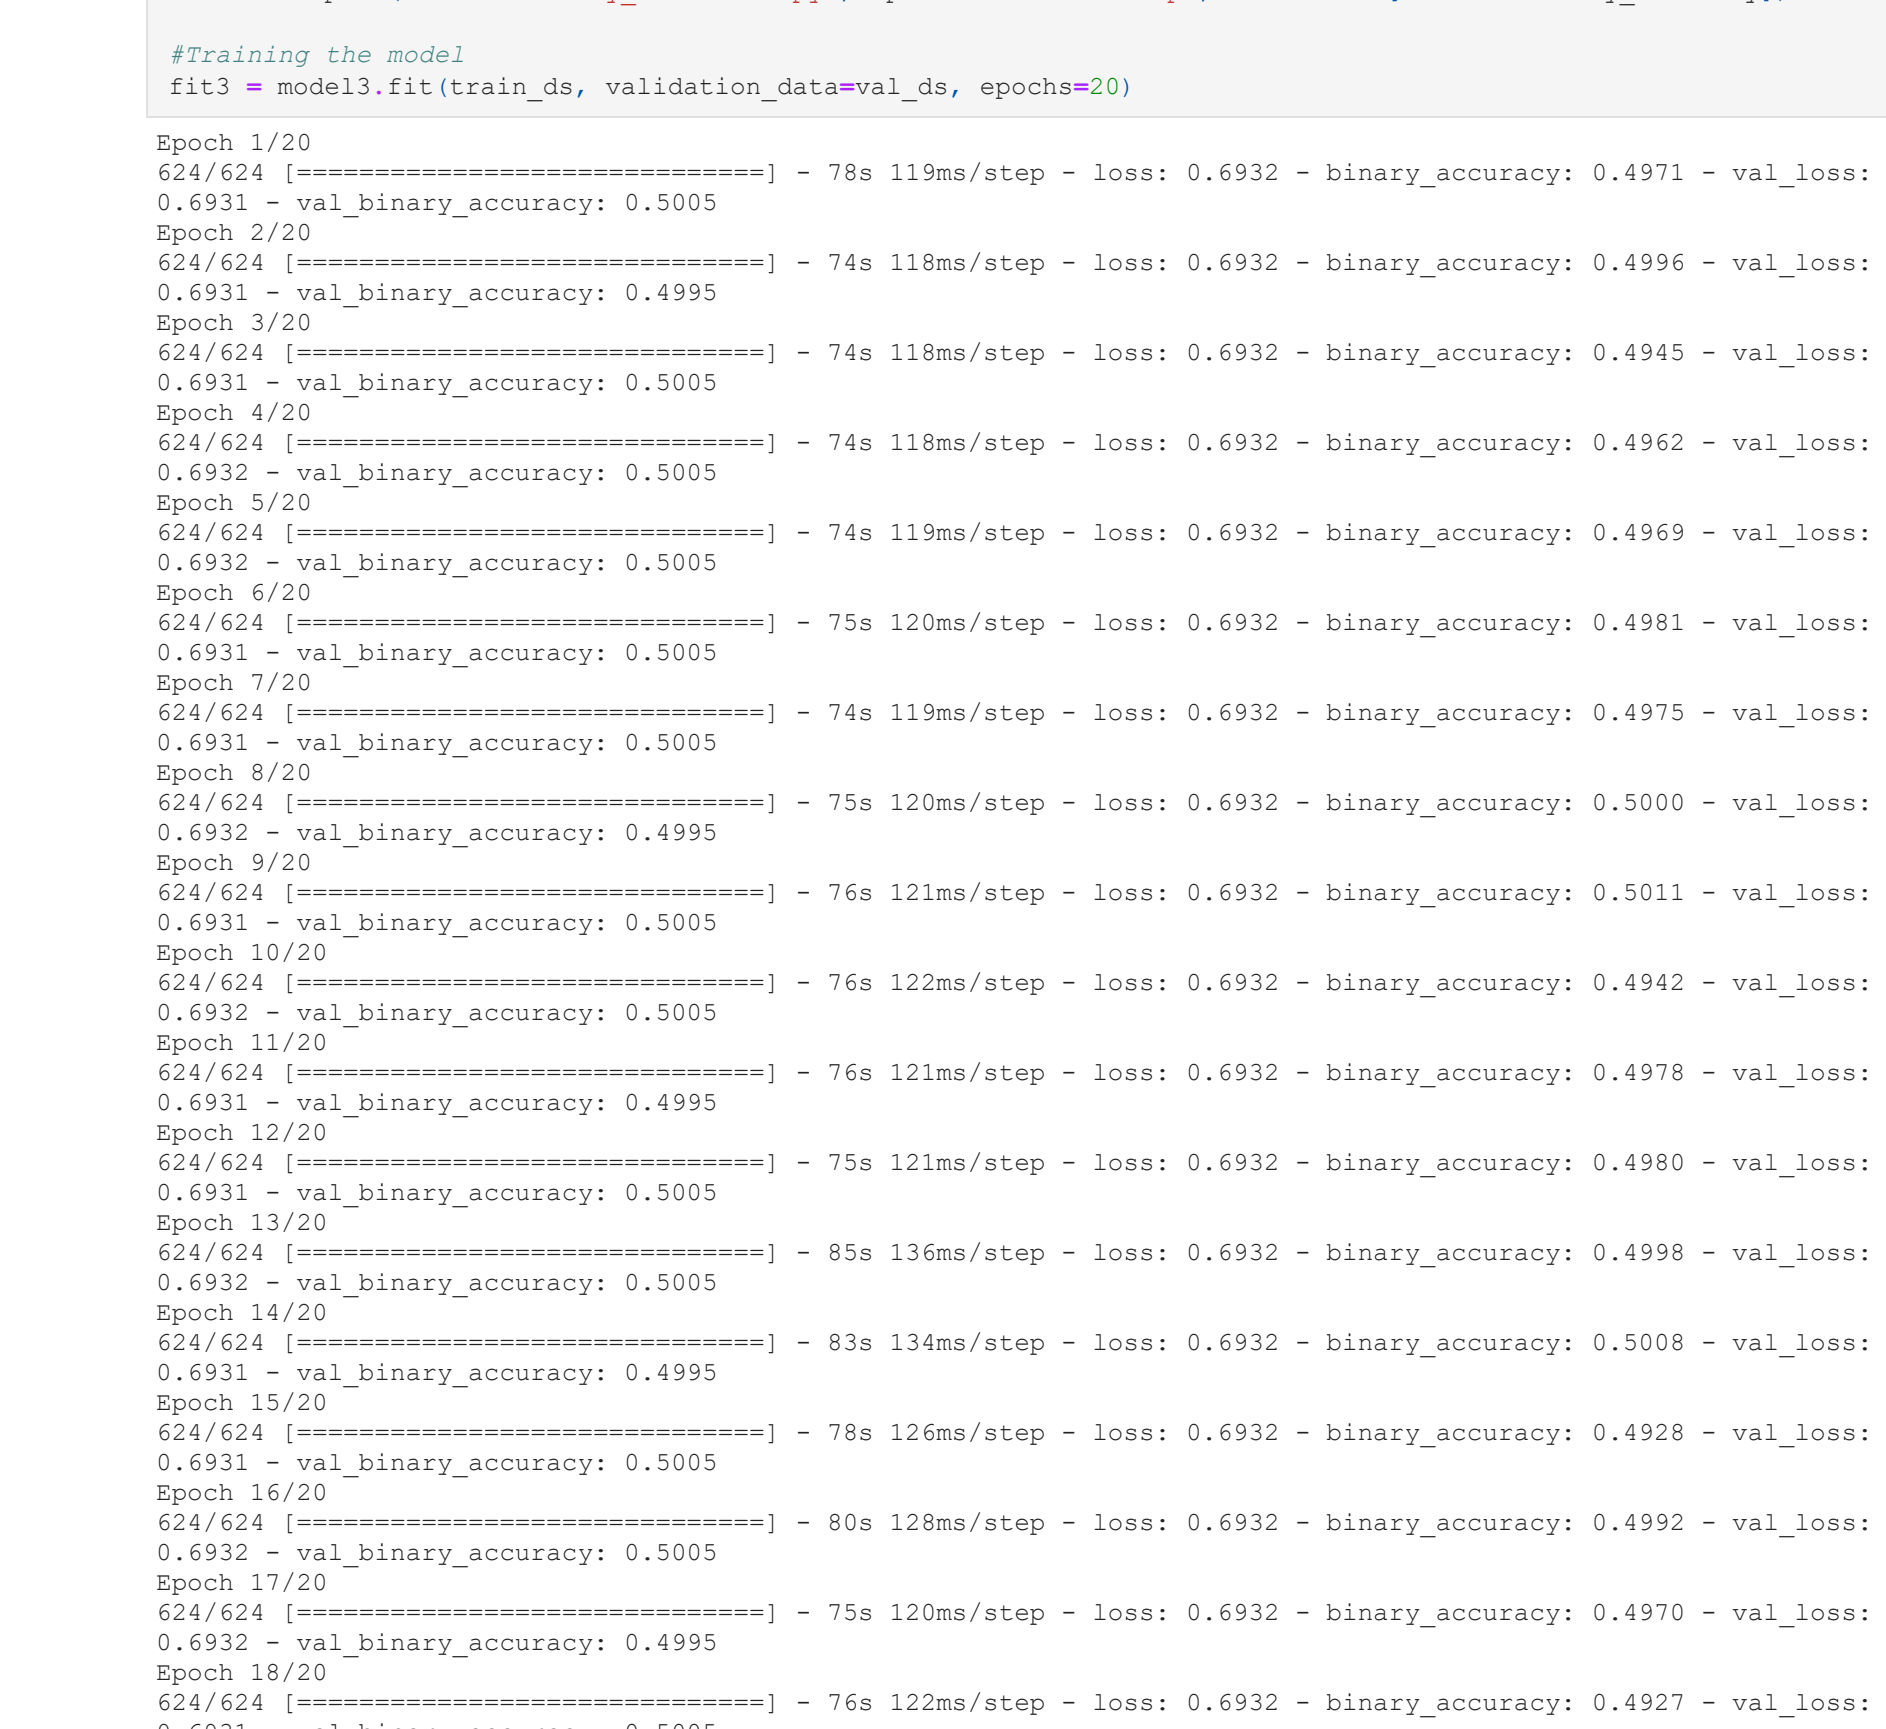 #Training the model
fit3 = model3.fit(train_ds, validation_data=val_ds, epochs=20)
Epoch 1/20
624/624 [==============================] - 78s 119ms/step - loss: 0.6932 - binary_accuracy: 0.4971 - val_loss:
0.6931 - val_binary_accuracy: 0.5005
Epoch 2/20
624/624 [==============================] - 74s 118ms/step - loss: 0.6932 - binary_accuracy: 0.4996 - val_loss:
0.6931 - val_binary_accuracy: 0.4995
Epoch 3/20
624/624 [==============================] - 74s 118ms/step - loss: 0.6932 - binary_accuracy: 0.4945 - val_loss:
0.6931 - val_binary_accuracy: 0.5005
Epoch 4/20
624/624 [==============================] - 74s 118ms/step - loss: 0.6932 - binary_accuracy: 0.4962 - val_loss:
0.6932 - val_binary_accuracy: 0.5005
Epoch 5/20
624/624 [==============================] - 74s 119ms/step - loss: 0.6932 - binary_accuracy: 0.4969 - val_loss:
0.6932 - val_binary_accuracy: 0.5005
Epoch 6/20
624/624 [==============================] - 75s 120ms/step - loss: 0.6932 - binary_accuracy: 0.4981 - val_loss:
0.6931 - val_binary_accuracy: 0.5005
Epoch 7/20
624/624 [==============================] - 74s 119ms/step - loss: 0.6932 - binary_accuracy: 0.4975 - val_loss:
0.6931 - val_binary_accuracy: 0.5005
Epoch 8/20
624/624 [==============================] - 75s 120ms/step - loss: 0.6932 - binary_accuracy: 0.5000 - val_loss:
0.6932 - val_binary_accuracy: 0.4995
Epoch 9/20
624/624 [==============================] - 76s 121ms/step - loss: 0.6932 - binary_accuracy: 0.5011 - val_loss:
0.6931 - val_binary_accuracy: 0.5005
Epoch 10/20
624/624 [==============================] - 76s 122ms/step - loss: 0.6932 - binary_accuracy: 0.4942 - val_loss:
0.6932 - val_binary_accuracy: 0.5005
Epoch 11/20
624/624 [==============================] - 76s 121ms/step - loss: 0.6932 - binary_accuracy: 0.4978 - val_loss:
0.6931 - val_binary_accuracy: 0.4995
Epoch 12/20
624/624 [==============================] - 75s 121ms/step - loss: 0.6932 - binary_accuracy: 0.4980 - val_loss:
0.6931 - val_binary_accuracy: 0.5005
Epoch 13/20
624/624 [==============================] - 85s 136ms/step - loss: 0.6932 - binary_accuracy: 0.4998 - val_loss:
0.6932 - val_binary_accuracy: 0.5005
Epoch 14/20
624/624 [==============================] - 83s 134ms/step - loss: 0.6932 - binary_accuracy: 0.5008 - val_loss:
0.6931 - val_binary_accuracy: 0.4995
Epoch 15/20
624/624 [==============================] - 78s 126ms/step - loss: 0.6932 - binary_accuracy: 0.4928 - val_loss:
0.6931 - val_binary_accuracy: 0.5005
Epoch 16/20
624/624 [==============================] - 80s 128ms/step - loss: 0.6932 - binary_accuracy: 0.4992 - val_loss:
0.6932 - val_binary_accuracy: 0.5005
Epoch 17/20
624/624 [==============================] - 75s 120ms/step - loss: 0.6932 - binary_accuracy: 0.4970 - val_loss:
0.6932 - val_binary_accuracy: 0.4995
Epoch 18/20
624/624 [==============================] - 76s 122ms/step - loss: 0.6932 - binary_accuracy: 0.4927 - val_loss: